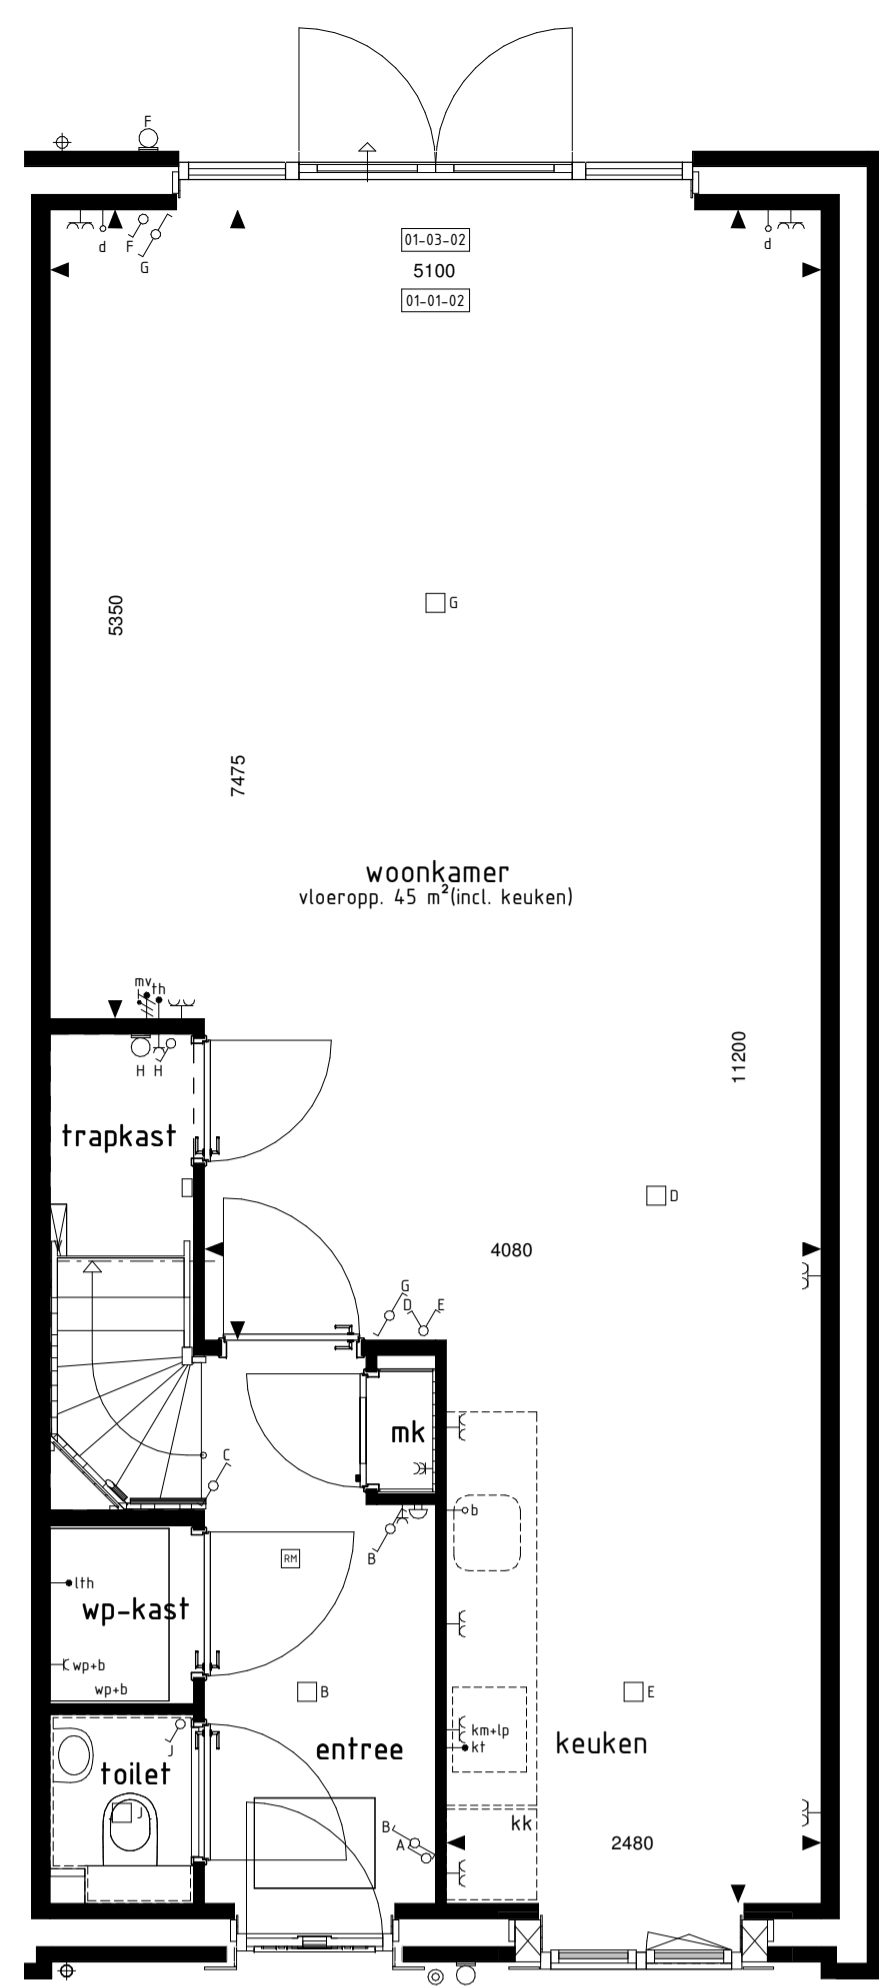 F
d
F
G
d
01-03-02
5100
01-01-02
5350
G
7475
woonkamer
vloeropp. 45 m²(incl. keuken)
mv
th
H H
11200
trapkast
D
4080
G
D E
mk
C
b
B
RM
lth
wp-kast
wp+b
wp+b
B
E
km+lp
kt
J
entree
keuken
toilet
J
kk
B
A
2480